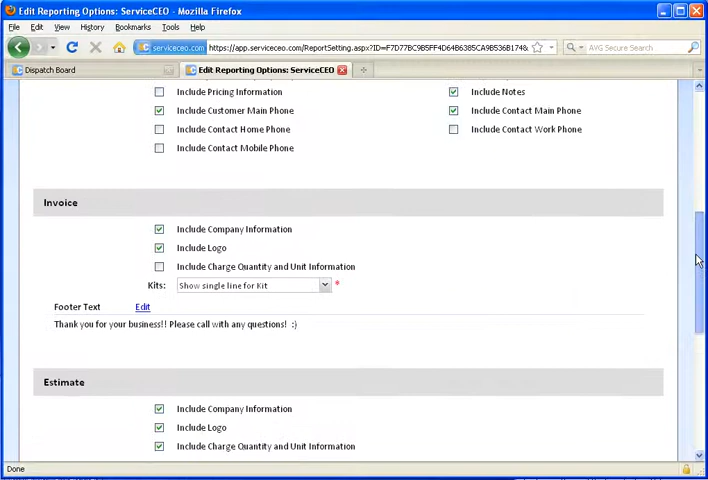 Edit Reporting Options: ServiceCEO - Mozilla Firefox
File Edit View History Bookmarks Tools Help
serviceceo.com https://app.serviceceo.com/ReportSetting.aspx?ID=F7D77BC9B5FF4D64B6385CA9B536B174& AVG Secure Search
Dispatch Board Edit Reporting Options: ServiceCEO
Include Pricing Information Include Notes
Include Customer Main Phone Include Contact Main Phone
Include Contact Home Phone Include Contact Work Phone
Include Contact Mobile Phone
Invoice
Include Company Information
Include Logo
Include Charge Quantity and Unit Information
Kits: Show single line for Kit *
Footer Text Edit
Thank you for your business!! Please call with any questions! :)
Estimate
Include Company Information
Include Logo
Include Charge Quantity and Unit Information
Done